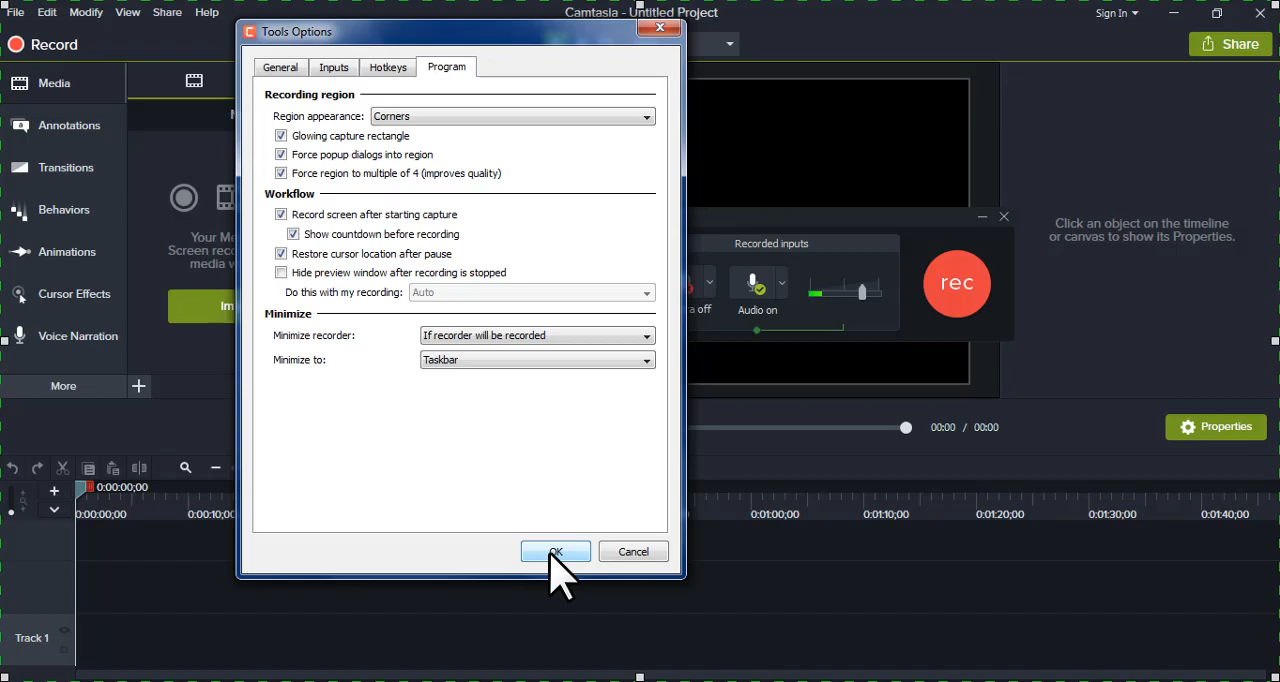 File Edit Modify View Share Help
Camtasia - Untitled Project
Sign In
Record
Share
Media
Annotations
Transitions
Behaviors
Animations
Cursor Effects
Voice Narration
More
Your Me
Screen reco
media w
Im
Tools Options
General Inputs Hotkeys Program
Recording region
Region appearance: Corners
Glowing capture rectangle
Force popup dialogs into region
Force region to multiple of 4 (improves quality)
Workflow
Record screen after starting capture
Show countdown before recording
Restore cursor location after pause
Hide preview window after recording is stopped
Do this with my recording: Auto
Minimize
Minimize recorder: If recorder will be recorded
Minimize to: Taskbar
OK Cancel
Recorded inputs
a off
Audio on
rec
Click an object on the timeline
or canvas to show its Properties.
00:00 / 00:00
Properties
0:00:00;00
0:00:00;00 0:00:10;00 0:01:00;00 0:01:10;00 0:01:20;00 0:01:30;00 0:01:40;00
Track 1